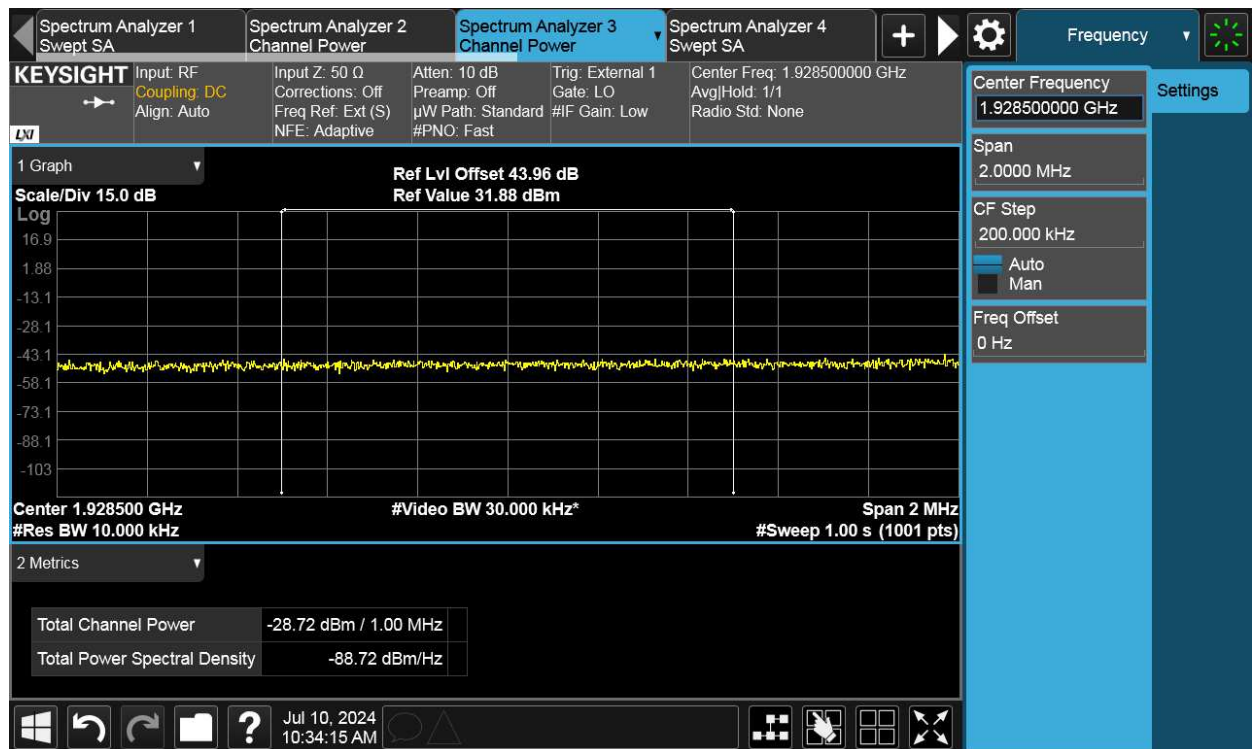 Spectrum Analyzer 1
Swept SA
Spectrum Analyzer 2
Channel Power
Spectrum Analyzer 3
Channel Power
Spectrum Analyzer 4
Swept SA
+
Frequency
KEYSIGHT
LXI
Input: RF
Coupling: DC
Align: Auto
Input Z: 50 Ω
Corrections: Off
Freq Ref: Ext (S)
NFE: Adaptive
Atten: 10 dB
Preamp: Off
µW Path: Standard
#PNO: Fast
Trig: External 1
Gate: LO
#IF Gain: Low
Center Freq: 1.928500000 GHz
Avg|Hold: 1/1
Radio Std: None
Center Frequency
1.928500000 GHz
Settings
Span
2.0000 MHz
CF Step
200.000 kHz
Auto
Man
Freq Offset
0 Hz
1 Graph
Scale/Div 15.0 dB
Ref Lvl Offset 43.96 dB
Ref Value 31.88 dBm
Log
16.9
1.88
-13.1
-28.1
-43.1
-58.1
-73.1
-88.1
-103
Center 1.928500 GHz
#Video BW 30.000 kHz*
Span 2 MHz
#Res BW 10.000 kHz
#Sweep 1.00 s (1001 pts)
2 Metrics
Total Channel Power -28.72 dBm / 1.00 MHz
Total Power Spectral Density -88.72 dBm/Hz
?
Jul 10, 2024
10:34:15 AM